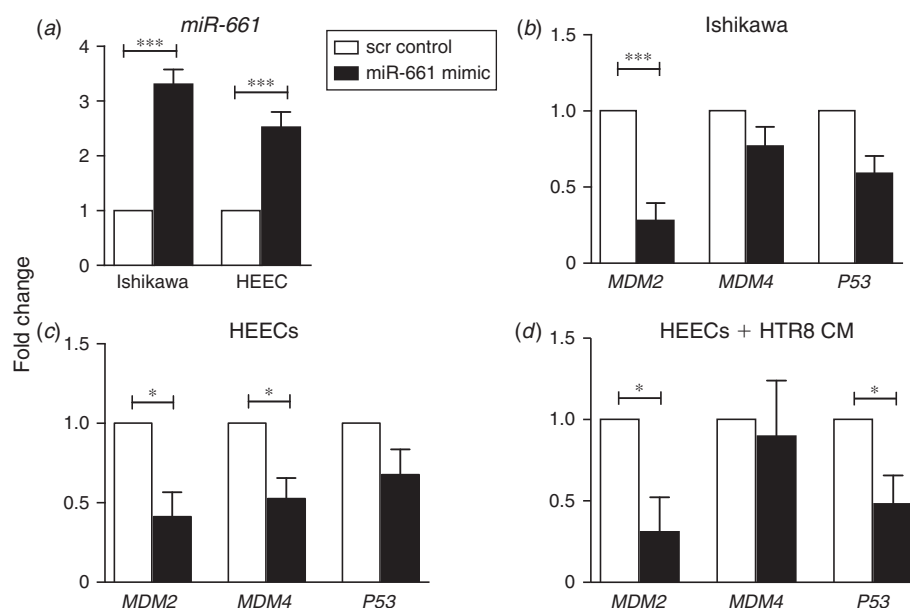 (a) miR-661
***
***
4
3
2
1
0
Ishikawa HEEC
scr control
miR-661 mimic
(b) Ishikawa
***
1.5
1.0
0.5
0
MDM2 MDM4 P53
Fold change
(c) HEECs
* *
1.5
1.0
0.5
0
MDM2 MDM4 P53
(d) HEECs + HTR8 CM
* *
1.5
1.0
0.5
0
MDM2 MDM4 P53